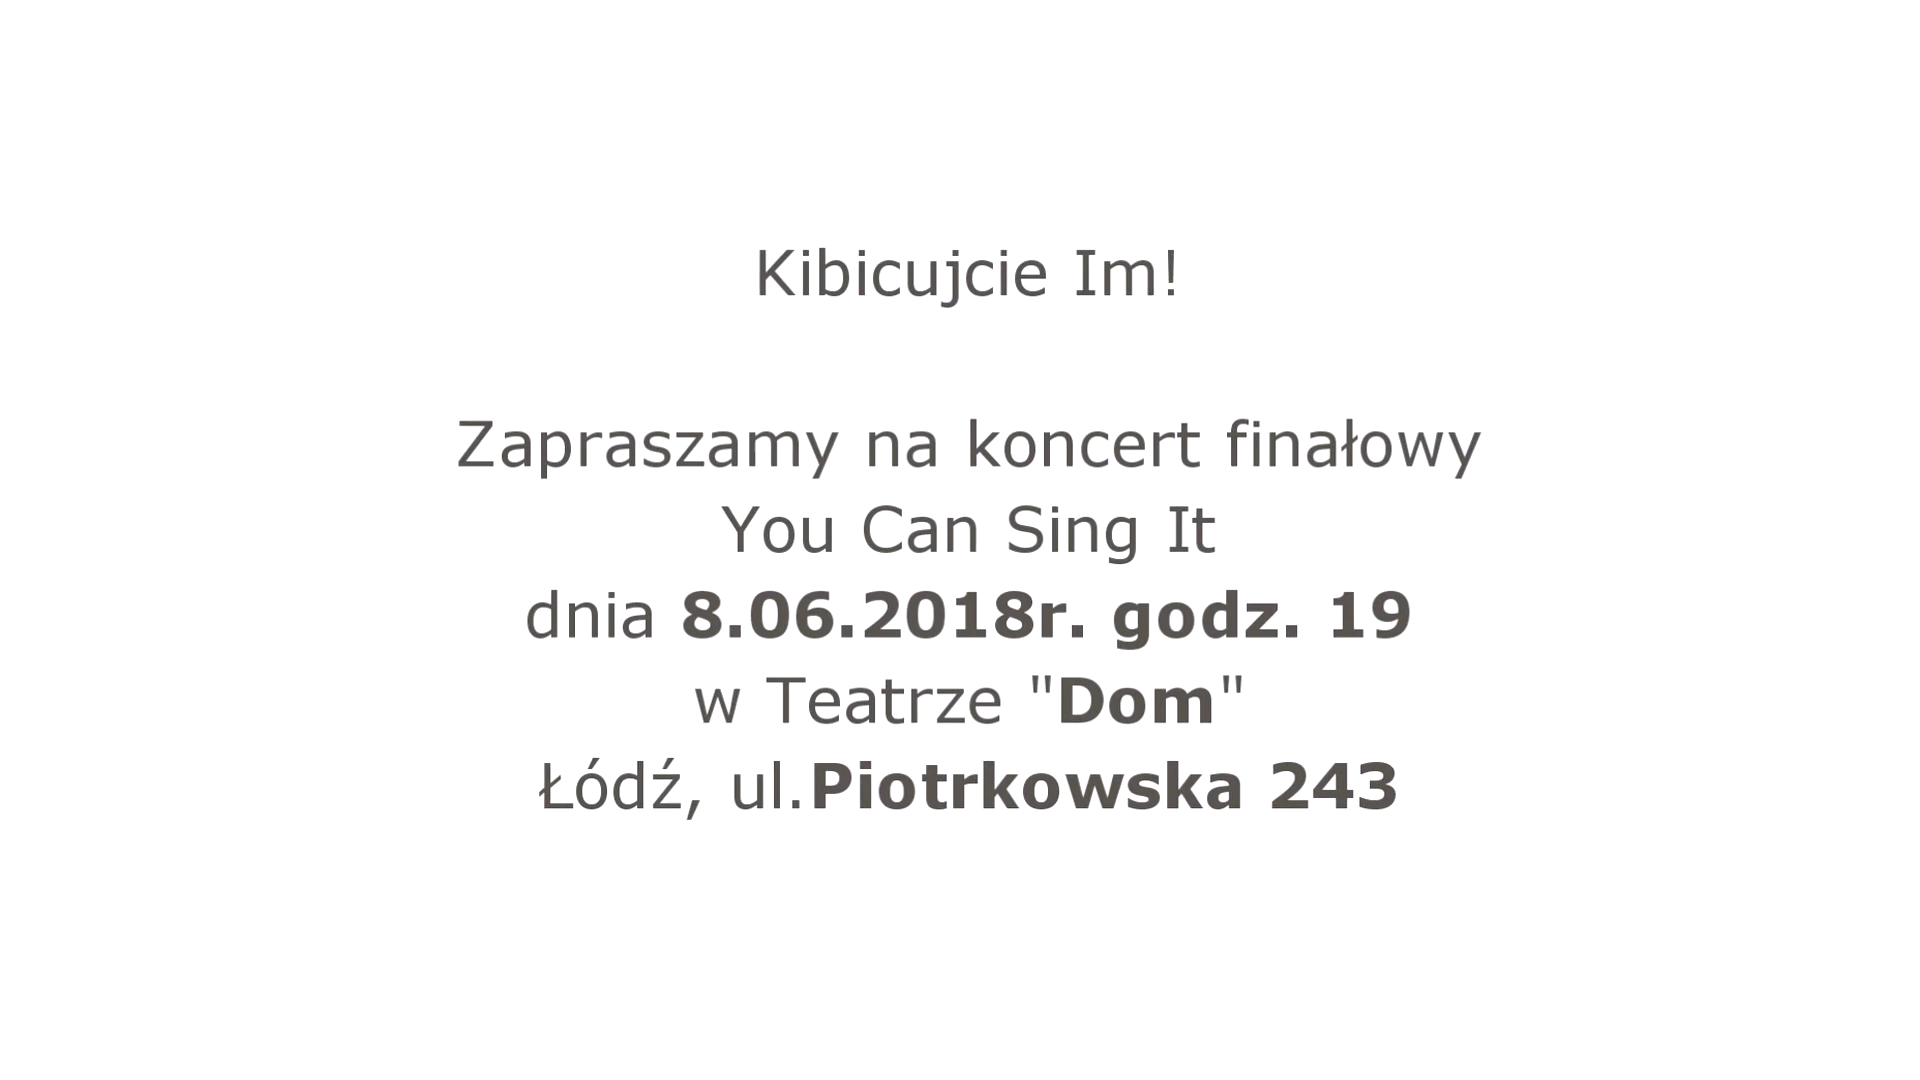 Kibicujcie Im!
Zapraszamy na koncert finałowy
You Can Sing It
dnia 8.06.2018r. godz. 19
w Teatrze "Dom"
Łódź, ul.Piotrkowska 243